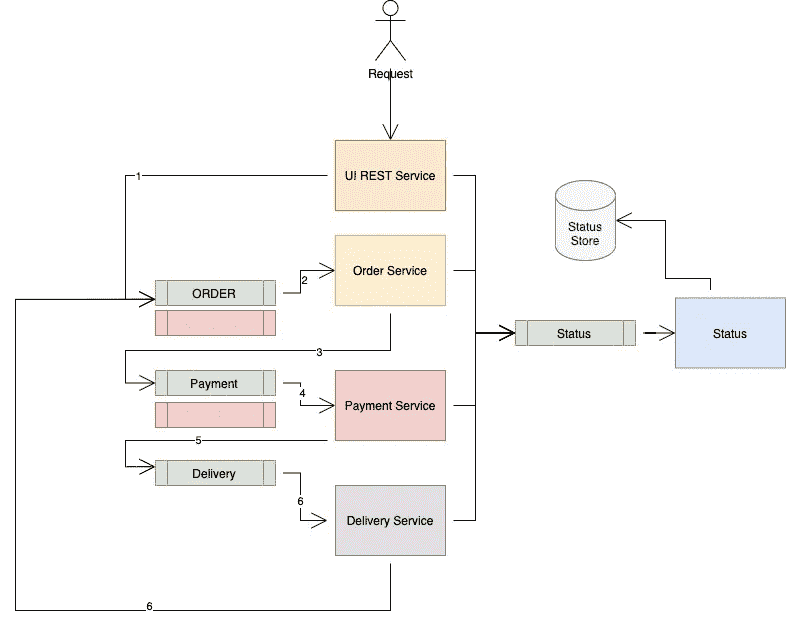 Request
UI REST Service
1
Status
Store
Order Service
ORDER
2
Status
Status
3
Payment
4
Payment Service
5
Delivery
6
Delivery Service
6